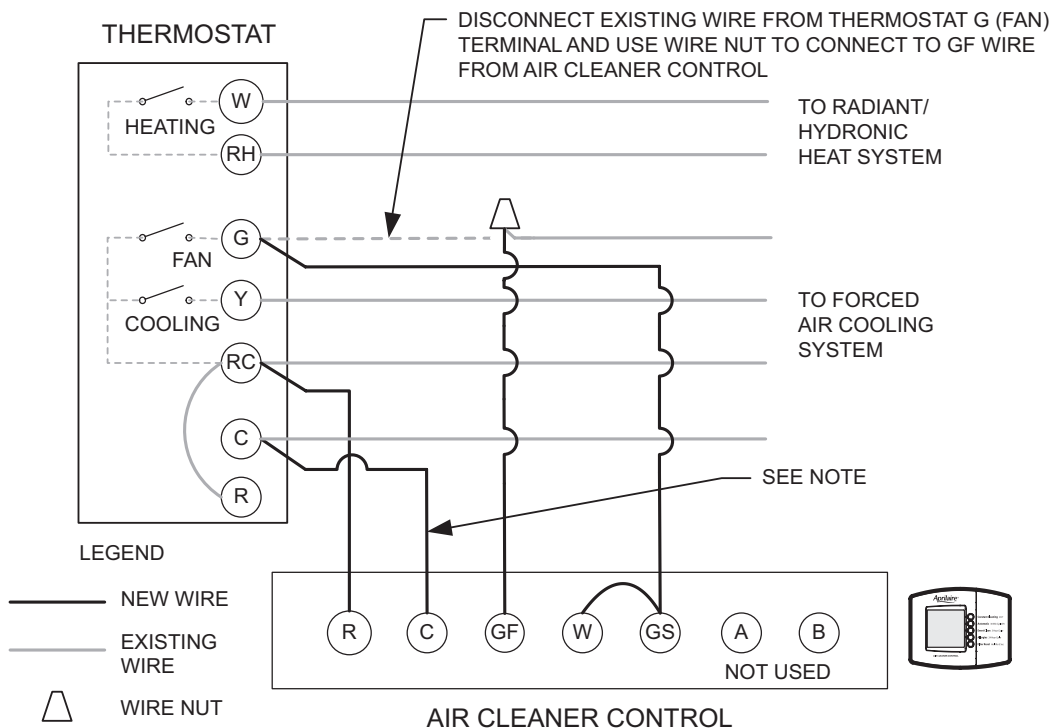 THERMOSTAT
DISCONNECT EXISTING WIRE FROM THERMOSTAT G (FAN)
TERMINAL AND USE WIRE NUT TO CONNECT TO GF WIRE
FROM AIR CLEANER CONTROL
W
HEATING
RH
TO RADIANT/
HYDRONIC
HEAT SYSTEM
G
FAN
Y
COOLING
RC
TO FORCED
AIR COOLING
SYSTEM
C
R
SEE NOTE
LEGEND
NEW WIRE
EXISTING
WIRE
WIRE NUT
R
C
GF
W
GS
A
B
NOT USED
AIR CLEANER CONTROL
Aprilaire